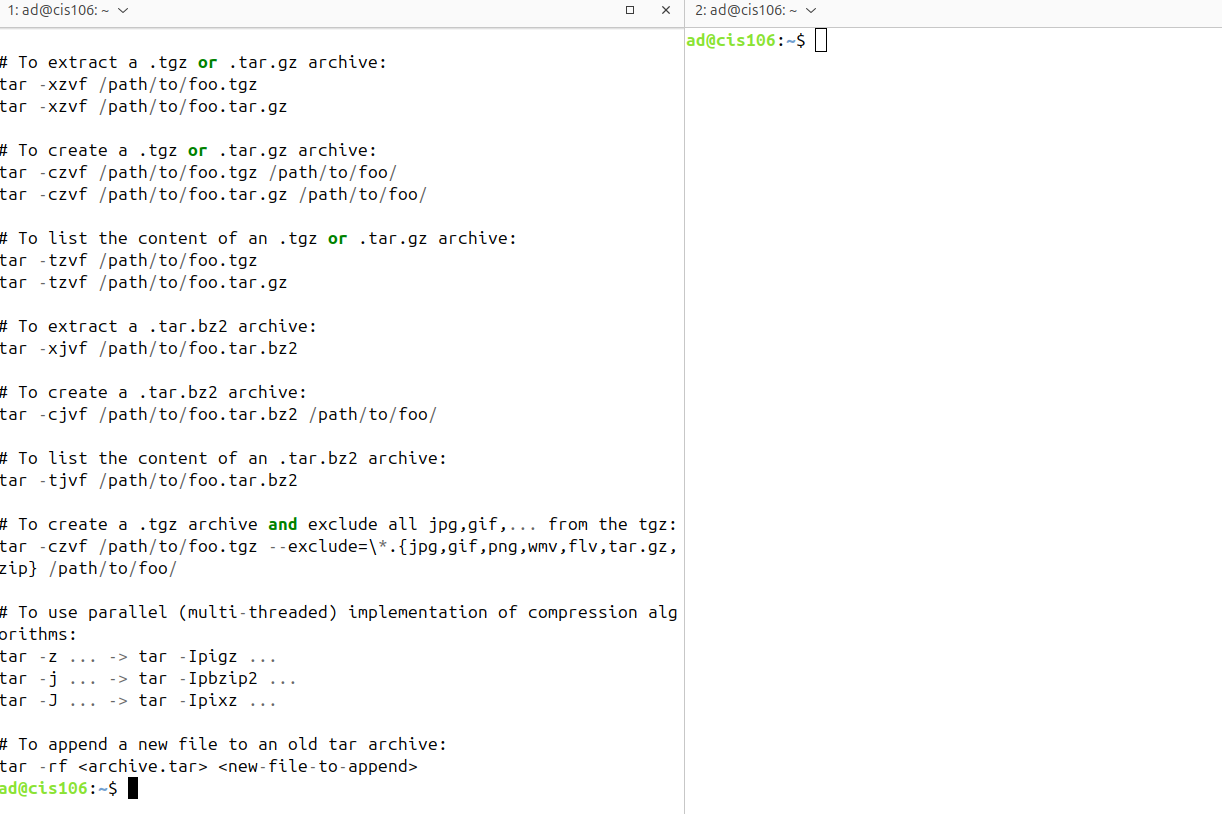 1: ad@cis106: ~
2: ad@cis106: ~
# To extract a .tgz or .tar.gz archive:
tar -xzvf /path/to/foo.tgz
tar -xzvf /path/to/foo.tar.gz
# To create a .tgz or .tar.gz archive:
tar -czvf /path/to/foo.tgz /path/to/foo/
tar -czvf /path/to/foo.tar.gz /path/to/foo/
# To list the content of an .tgz or .tar.gz archive:
tar -tzvf /path/to/foo.tgz
tar -tzvf /path/to/foo.tar.gz
# To extract a .tar.bz2 archive:
tar -xjvf /path/to/foo.tar.bz2
# To create a .tar.bz2 archive:
tar -cjvf /path/to/foo.tar.bz2 /path/to/foo/
# To list the content of an .tar.bz2 archive:
tar -tjvf /path/to/foo.tar.bz2
# To create a .tgz archive and exclude all jpg,gif,... from the tgz:
tar -czvf /path/to/foo.tgz --exclude=\*.{jpg,gif,png,wmv,flv,tar.gz,
zip} /path/to/foo/
# To use parallel (multi-threaded) implementation of compression alg
orithms:
tar -z ... -> tar -Ipigz ...
tar -j ... -> tar -Ipbzip2 ...
tar -J ... -> tar -Ipixz ...
# To append a new file to an old tar archive:
tar -rf <archive.tar> <new-file-to-append>
ad@cis106:~$
ad@cis106:~$